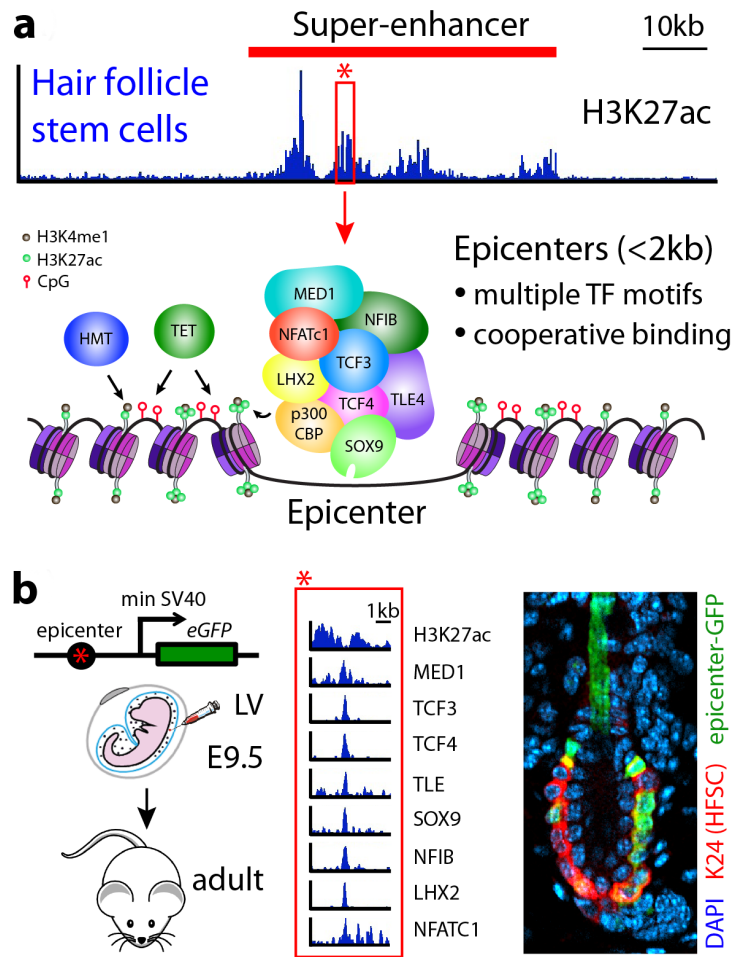 a
Super-enhancer
10kb
*
Hair follicle
stem cells
H3K27ac
H3K4me1
H3K27ac
CpG
Epicenters (<2kb)
• multiple TF motifs
• cooperative binding
HMT
TET
MED1
NFIB
NFATc1
TCF3
LHX2
TCF4
TLE4
p300
CBP
SOX9
Epicenter
b
min SV40
epicenter
eGFP
*
LV
E9.5
adult
*
1kb
H3K27ac
MED1
TCF3
TCF4
TLE
SOX9
NFIB
LHX2
NFATC1
DAPI K24 (HFSC) epicenter-GFP